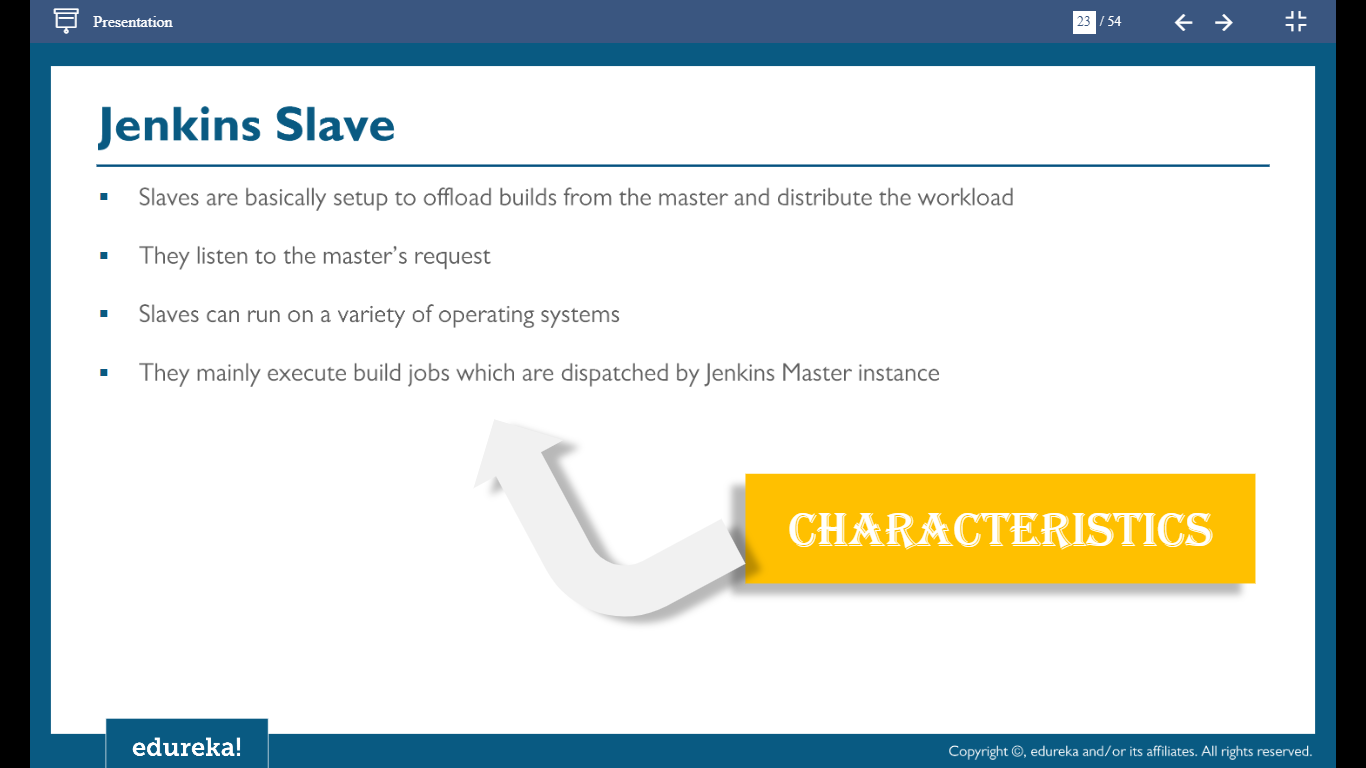 Presentation
23 / 54
Jenkins Slave
▪ Slaves are basically setup to offload builds from the master and distribute the workload
▪ They listen to the master’s request
▪ Slaves can run on a variety of operating systems
▪ They mainly execute build jobs which are dispatched by Jenkins Master instance
CHARACTERISTICS
edureka!
Copyright ©, edureka and/or its affiliates. All rights reserved.